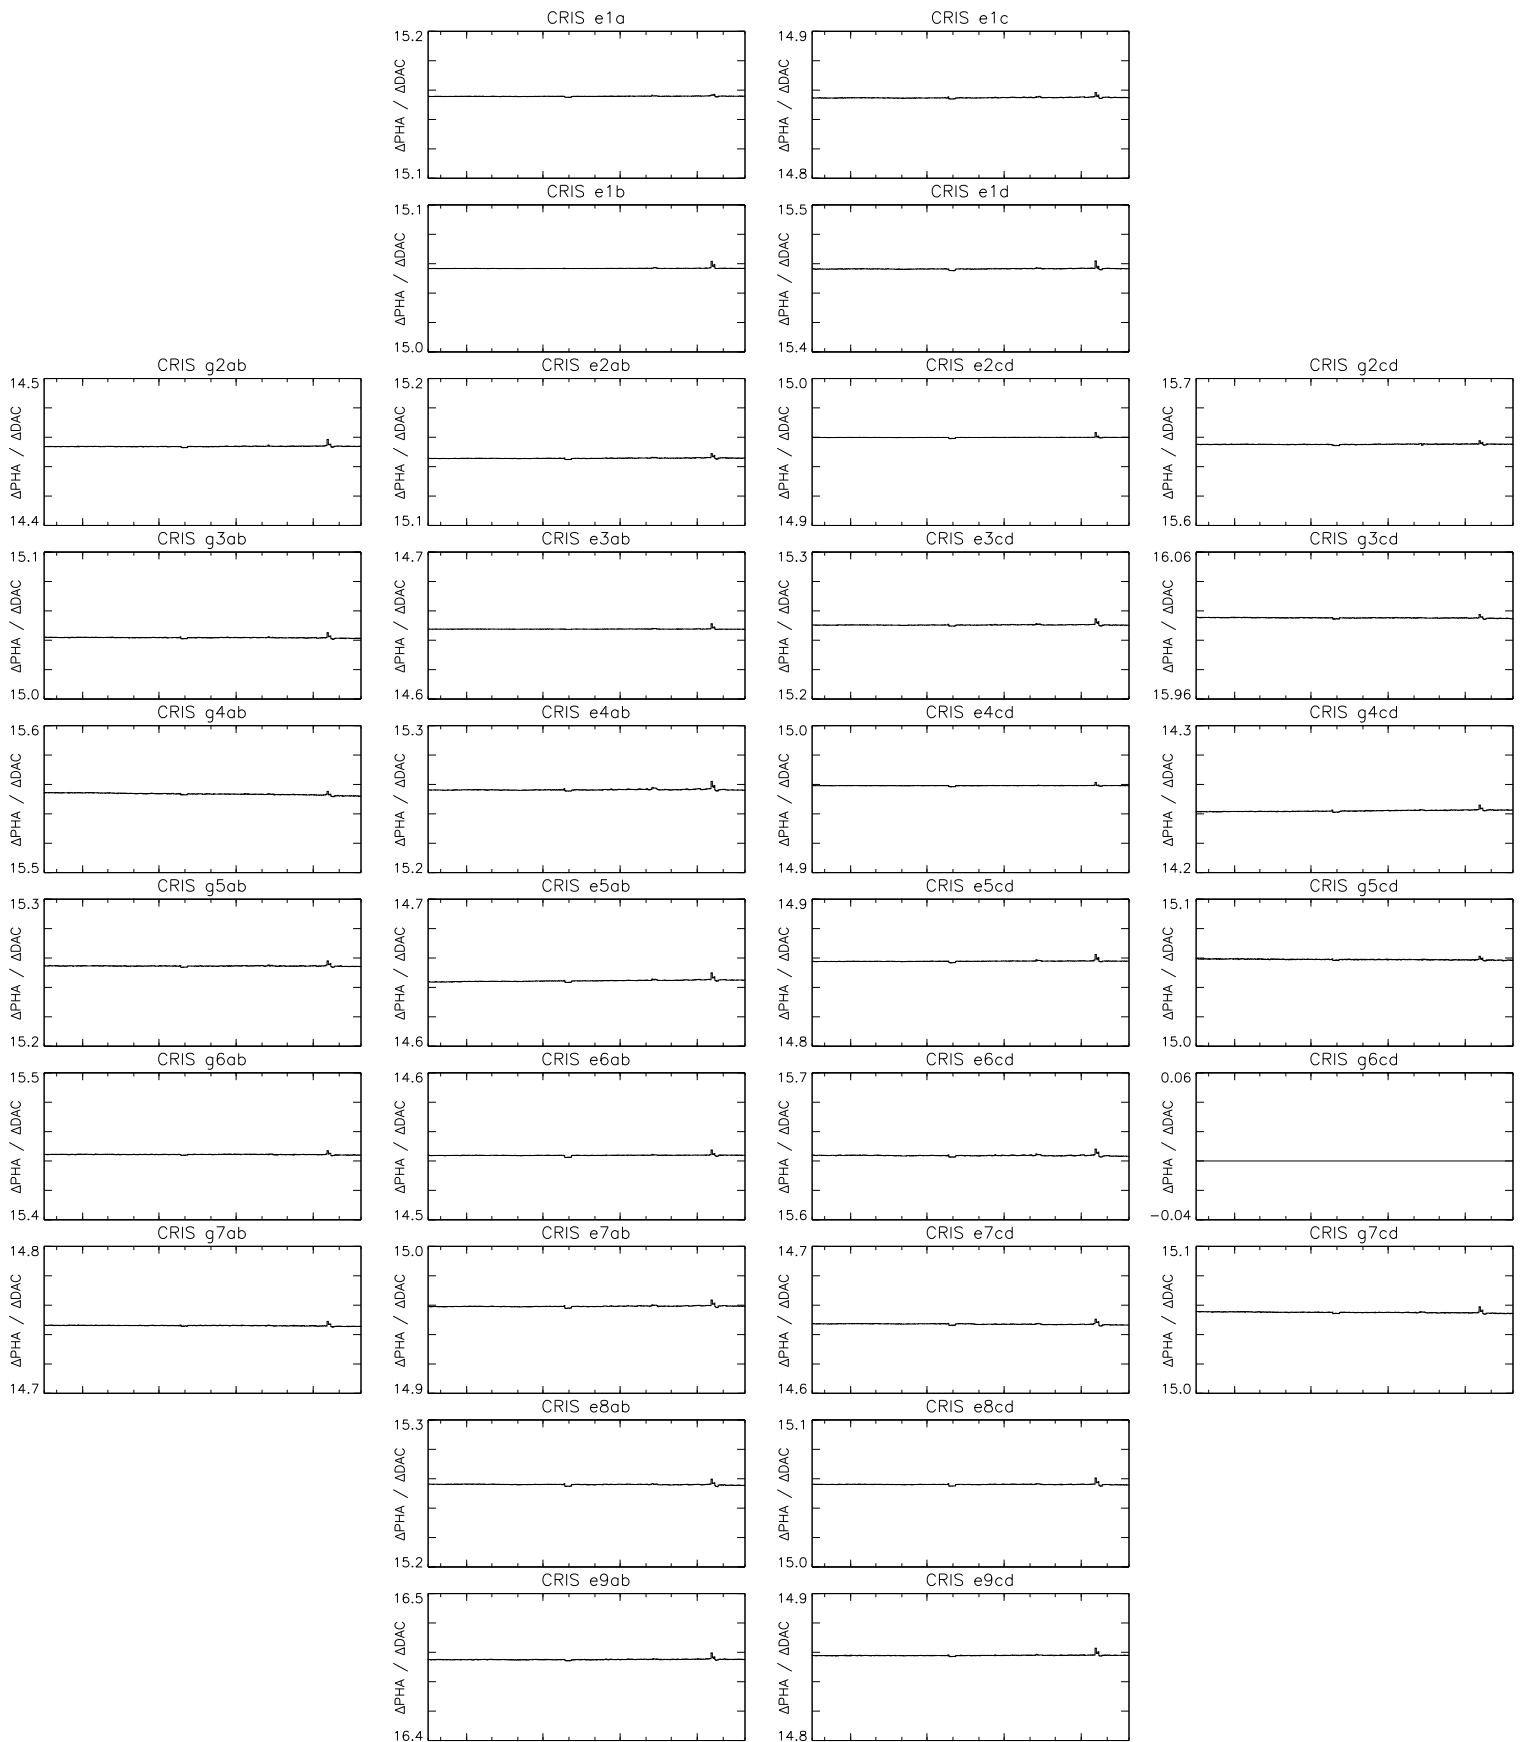 CRIS e1a
15.2
ΔPHA / ΔDAC
15.1
CRIS e1c
14.9
ΔPHA / ΔDAC
14.8
CRIS e1b
15.1
ΔPHA / ΔDAC
15.0
CRIS e1d
15.5
ΔPHA / ΔDAC
15.4
CRIS g2ab
14.5
ΔPHA / ΔDAC
14.4
CRIS e2ab
15.2
ΔPHA / ΔDAC
15.1
CRIS e2cd
15.0
ΔPHA / ΔDAC
14.9
CRIS g2cd
15.7
ΔPHA / ΔDAC
15.6
CRIS g3ab
15.1
ΔPHA / ΔDAC
15.0
CRIS e3ab
14.7
ΔPHA / ΔDAC
14.6
CRIS e3cd
15.3
ΔPHA / ΔDAC
15.2
CRIS g3cd
16.06
ΔPHA / ΔDAC
15.96
CRIS g4ab
15.6
ΔPHA / ΔDAC
15.5
CRIS e4ab
15.3
ΔPHA / ΔDAC
15.2
CRIS e4cd
15.0
ΔPHA / ΔDAC
14.9
CRIS g4cd
14.3
ΔPHA / ΔDAC
14.2
CRIS g5ab
15.3
ΔPHA / ΔDAC
15.2
CRIS e5ab
14.7
ΔPHA / ΔDAC
14.6
CRIS e5cd
14.9
ΔPHA / ΔDAC
14.8
CRIS g5cd
15.1
ΔPHA / ΔDAC
15.0
CRIS g6ab
15.5
ΔPHA / ΔDAC
15.4
CRIS e6ab
14.6
ΔPHA / ΔDAC
14.5
CRIS e6cd
15.7
ΔPHA / ΔDAC
15.6
CRIS g6cd
0.06
ΔPHA / ΔDAC
−0.04
CRIS g7ab
14.8
ΔPHA / ΔDAC
14.7
CRIS e7ab
15.0
ΔPHA / ΔDAC
14.9
CRIS e7cd
14.7
ΔPHA / ΔDAC
14.6
CRIS g7cd
15.1
ΔPHA / ΔDAC
15.0
CRIS e8ab
15.3
ΔPHA / ΔDAC
15.2
CRIS e8cd
15.1
ΔPHA / ΔDAC
15.0
CRIS e9ab
16.5
ΔPHA / ΔDAC
16.4
CRIS e9cd
14.9
ΔPHA / ΔDAC
14.8